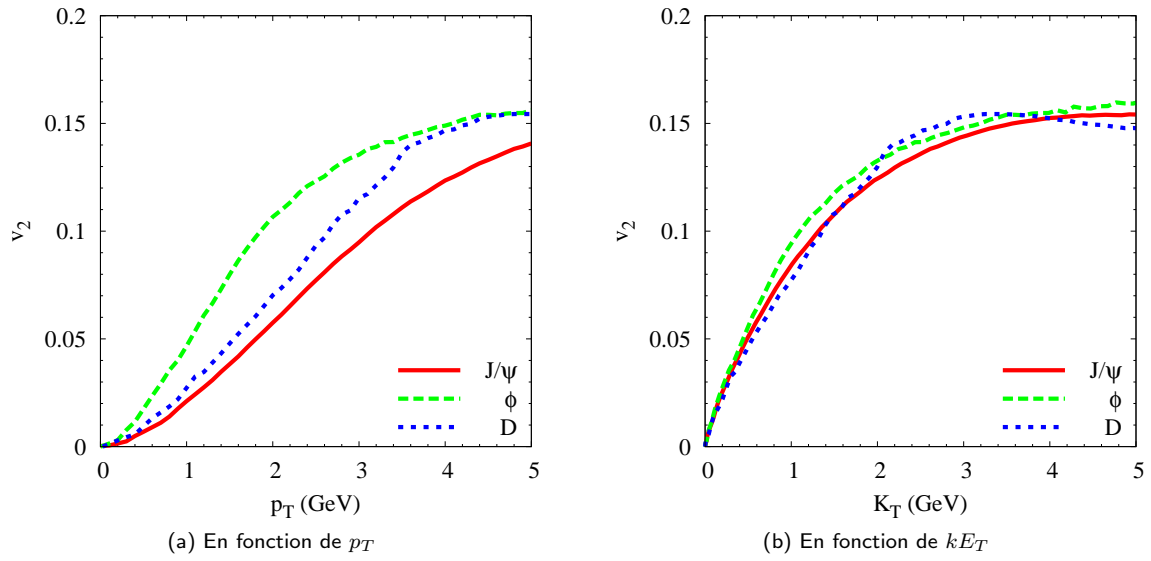 0.2
0.15
0.1
0.05
0
v2
J/ψ
ϕ
D
0 1 2 3 4 5
pT (GeV)
(a) En fonction de pT
0.2
0.15
0.1
0.05
0
v2
J/ψ
ϕ
D
0 1 2 3 4 5
KT (GeV)
(b) En fonction de kET